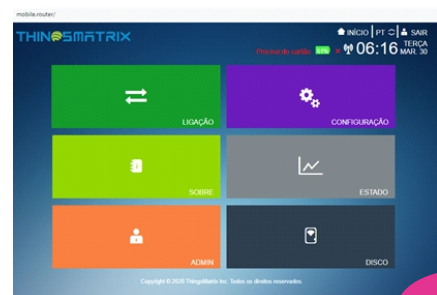 mobile.router/
THINGSMATRIX
INÍCIO | PT SAIR
Precisa do cartão 06:16 TERÇA MAR. 30
LIGAÇÃO
CONFIGURAÇÃO
SOBRE
ESTADO
ADMIN
DISCO
Copyright © 2020 ThingsMatrix Inc. Todos os direitos reservados.